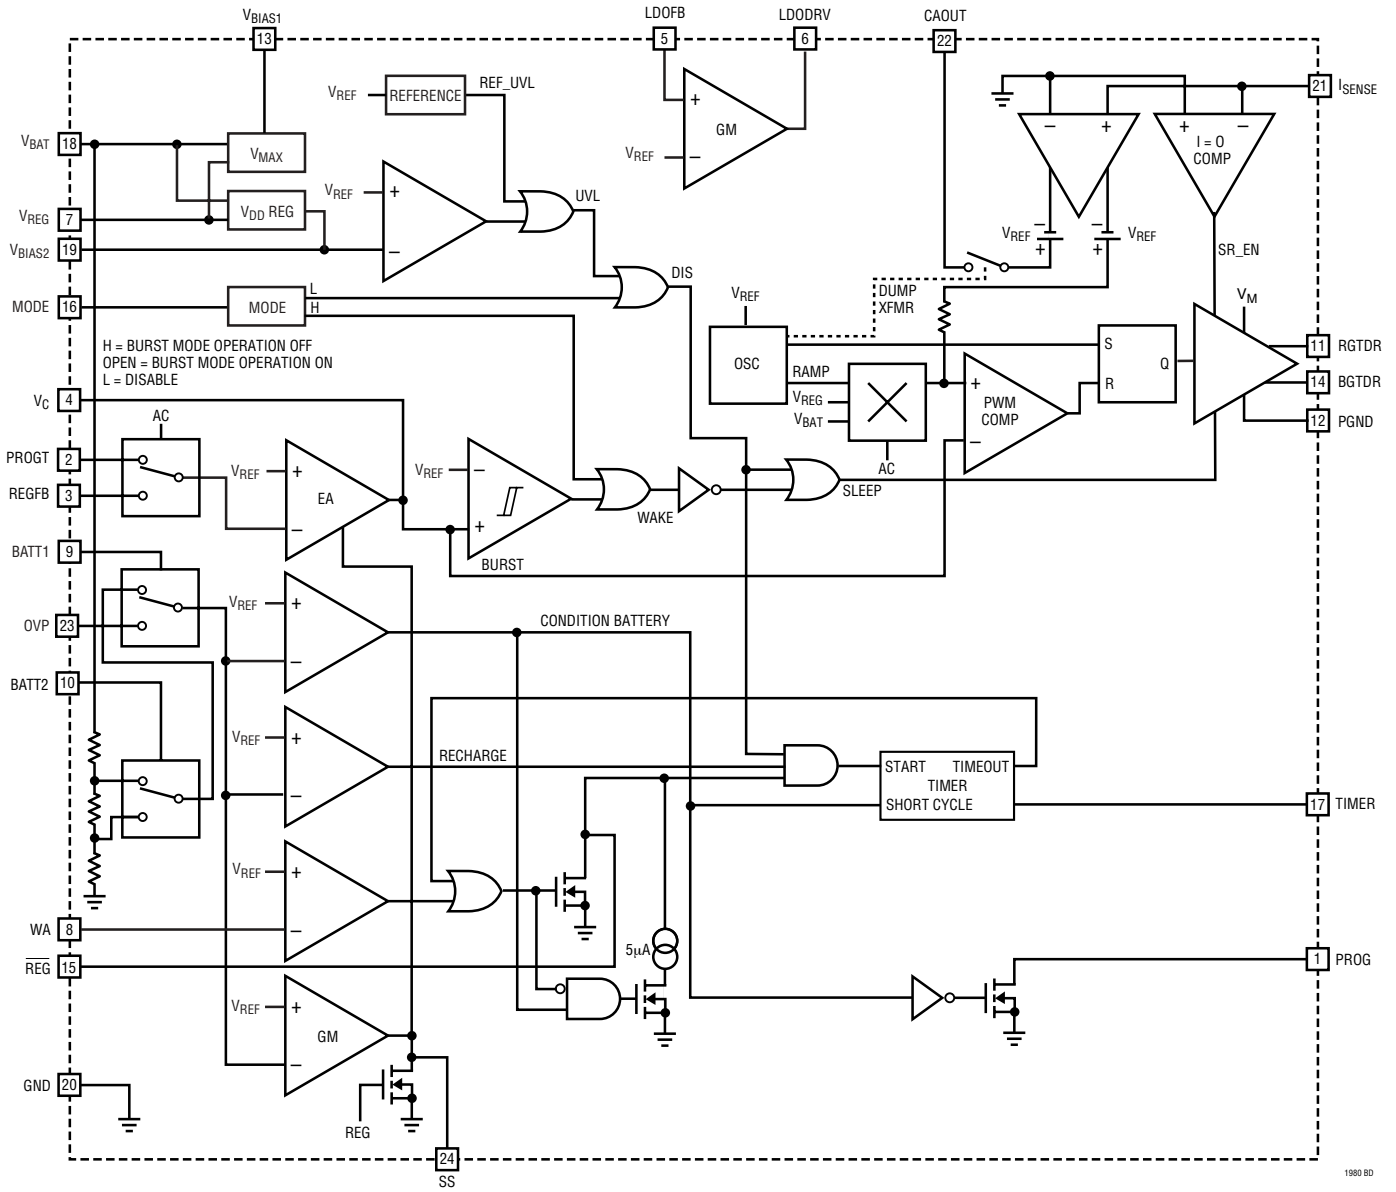 VBIAS1
13
LDOFB
5
LDODRV
6
CAOUT
22
VREF
REFERENCE
REF_UVL
VREF
+
–
GM
–
+
+
–
I = 0
COMP
21
ISENSE
VBAT
18
VMAX
VREG
7
VDD REG
VBIAS2
19
VREF
+
–
UVL
VREF
–
+
–
+
VREF
SR_EN
MODE
16
MODE
L
H
DIS
DUMP
XFMR
VM
H = BURST MODE OPERATION OFF
OPEN = BURST MODE OPERATION ON
L = DISABLE
VREF
OSC
RAMP
VREG
VBAT
AC
+
–
PWM
COMP
S
R
Q
11
RGTDR
14
BGTDR
12
PGND
VC
4
AC
PROGT
2
REGFB
3
VREF
+
–
EA
VREF
–
+
BURST
WAKE
SLEEP
BATT1
9
OVP
23
BATT2
10
VREF
+
–
CONDITION BATTERY
VREF
+
–
RECHARGE
START
TIMEOUT
TIMER
SHORT CYCLE
17
TIMER
VREF
+
–
WA
8
REG
15
5µA
1
PROG
VREF
+
–
GM
GND
20
REG
24
SS
1980 BD